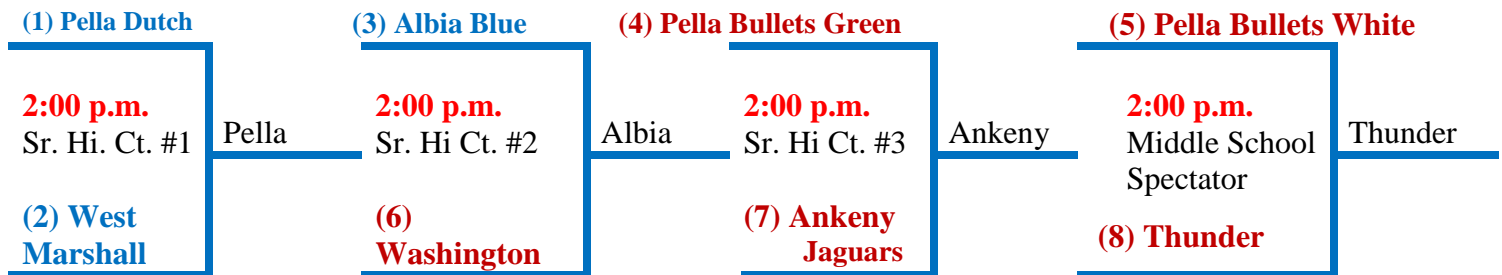 (1) Pella Dutch
2:00 p.m.
Sr. Hi. Ct. #1
Pella
(2) West
Marshall
(3) Albia Blue
2:00 p.m.
Sr. Hi Ct. #2
Albia
(6)
Washington
(4) Pella Bullets Green
2:00 p.m.
Sr. Hi Ct. #3
Ankeny
(7) Ankeny
Jaguars
(5) Pella Bullets White
2:00 p.m.
Middle School
Spectator
Thunder
(8) Thunder